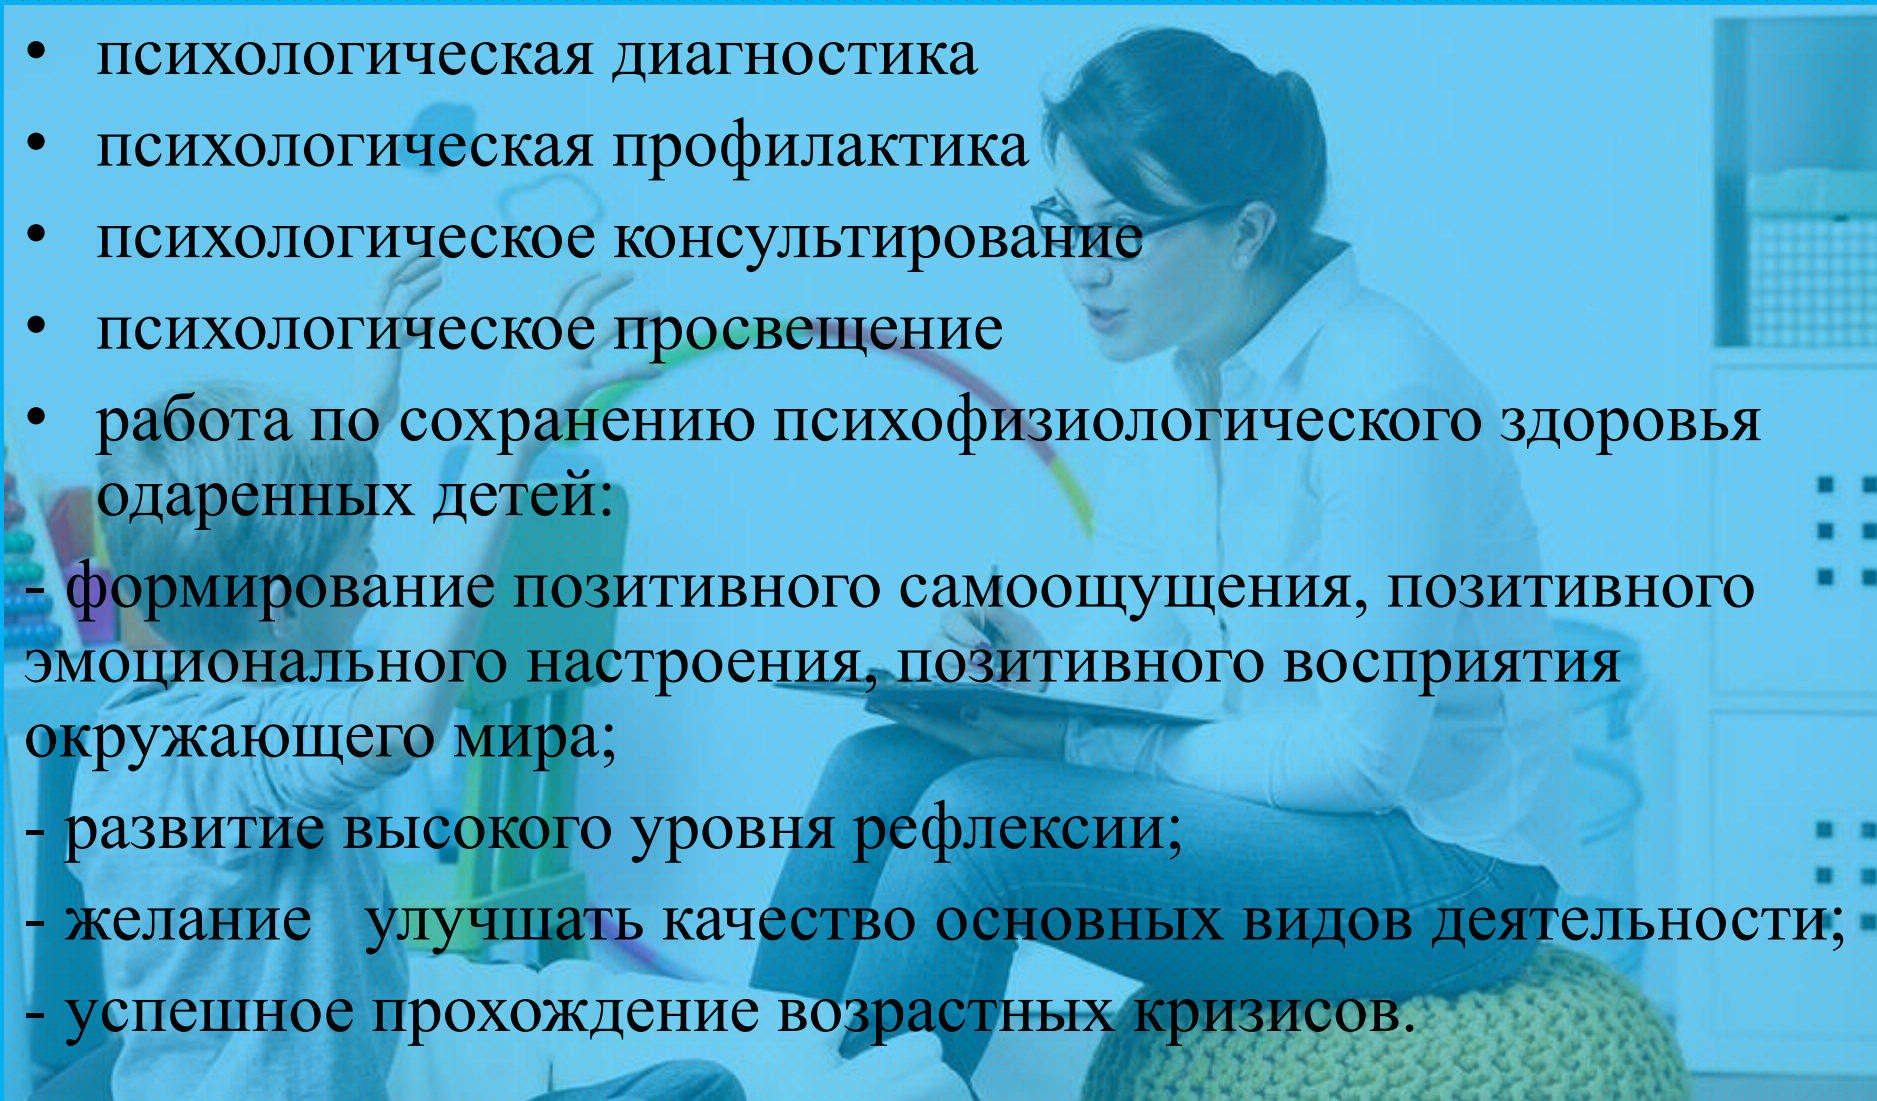 • психологическая диагностика
• психологическая профилактика
• психологическое консультирование
• психологическое просвещение
• работа по сохранению психофизиологического здоровья
одаренных детей:
- формирование позитивного самоощущения, позитивного
эмоционального настроения, позитивного восприятия
окружающего мира;
- развитие высокого уровня рефлексии;
- желание улучшать качество основных видов деятельности;
- успешное прохождение возрастных кризисов.